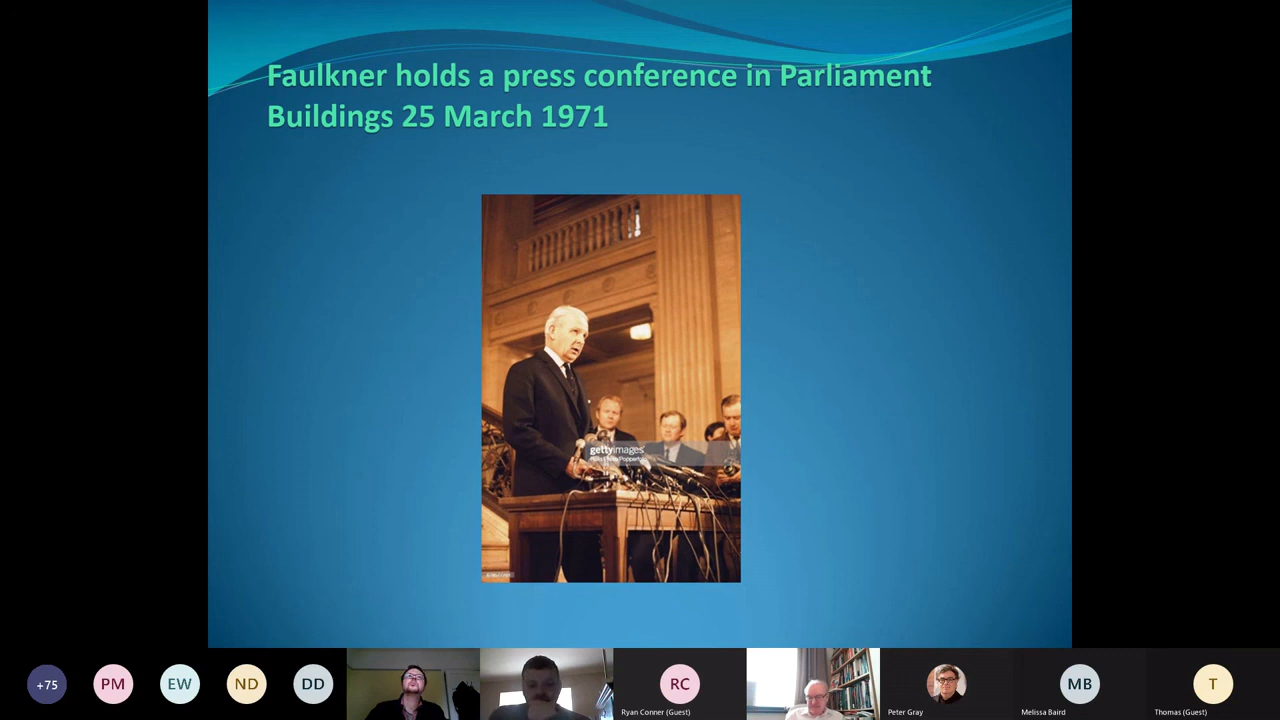 Faulkner holds a press conference in Parliament
Buildings 25 March 1971
gettyimages
+75
PM
EW
ND
DD
RC
Ryan Conner (Guest)
Peter Gray
MB
Melissa Baird
T
Thomas (Guest)